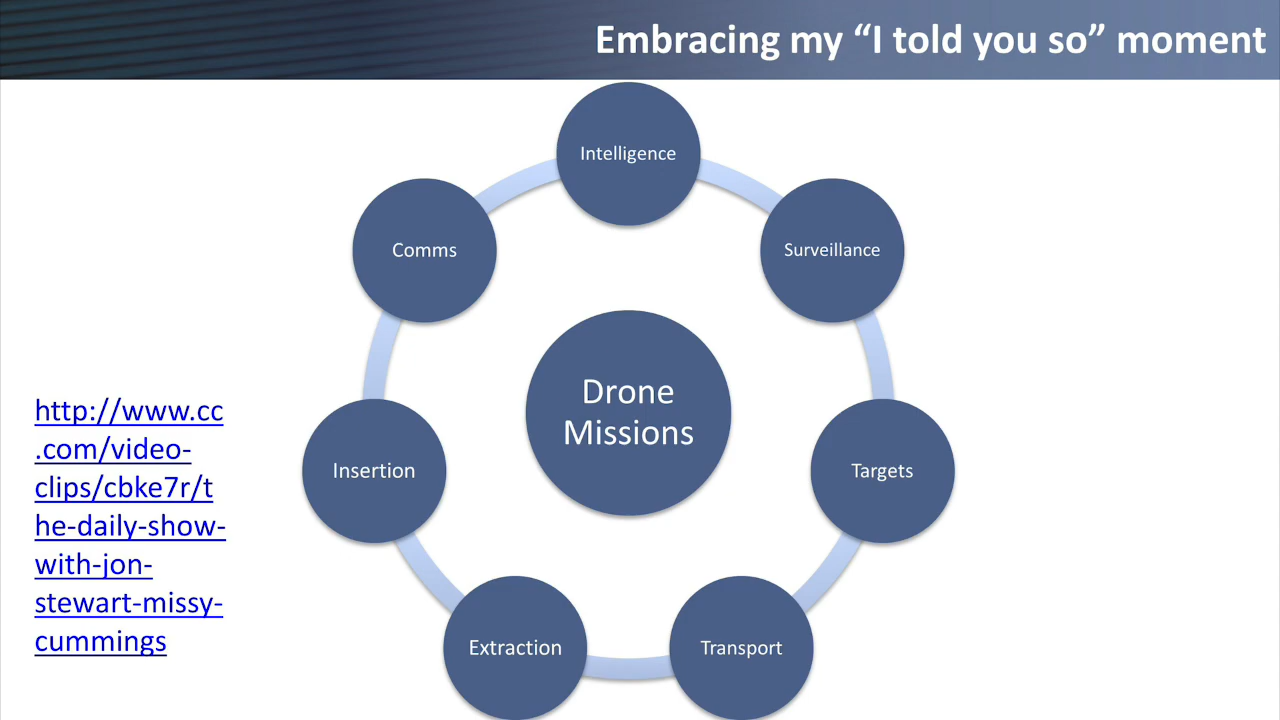 Embracing my “I told you so” moment
Intelligence
Surveillance
Targets
Transport
Extraction
Insertion
Comms
Drone
Missions
http://www.cc
.com/video-
clips/cbke7r/t
he-daily-show-
with-jon-
stewart-missy-
cummings